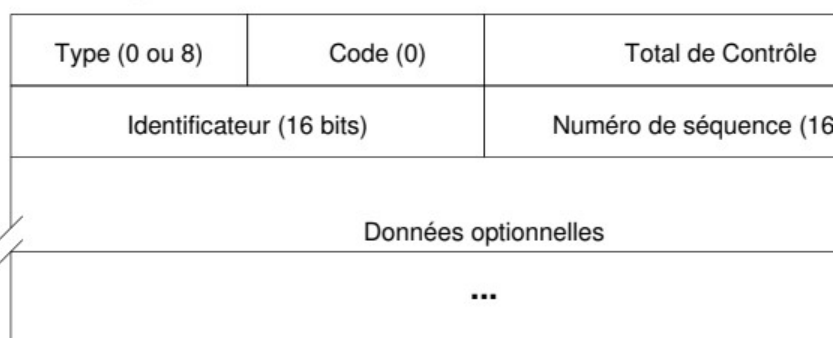 Type (0 ou 8) Code (0) Total de Contrôle
Identificateur (16 bits) Numéro de séquence (16
Données optionnelles
...